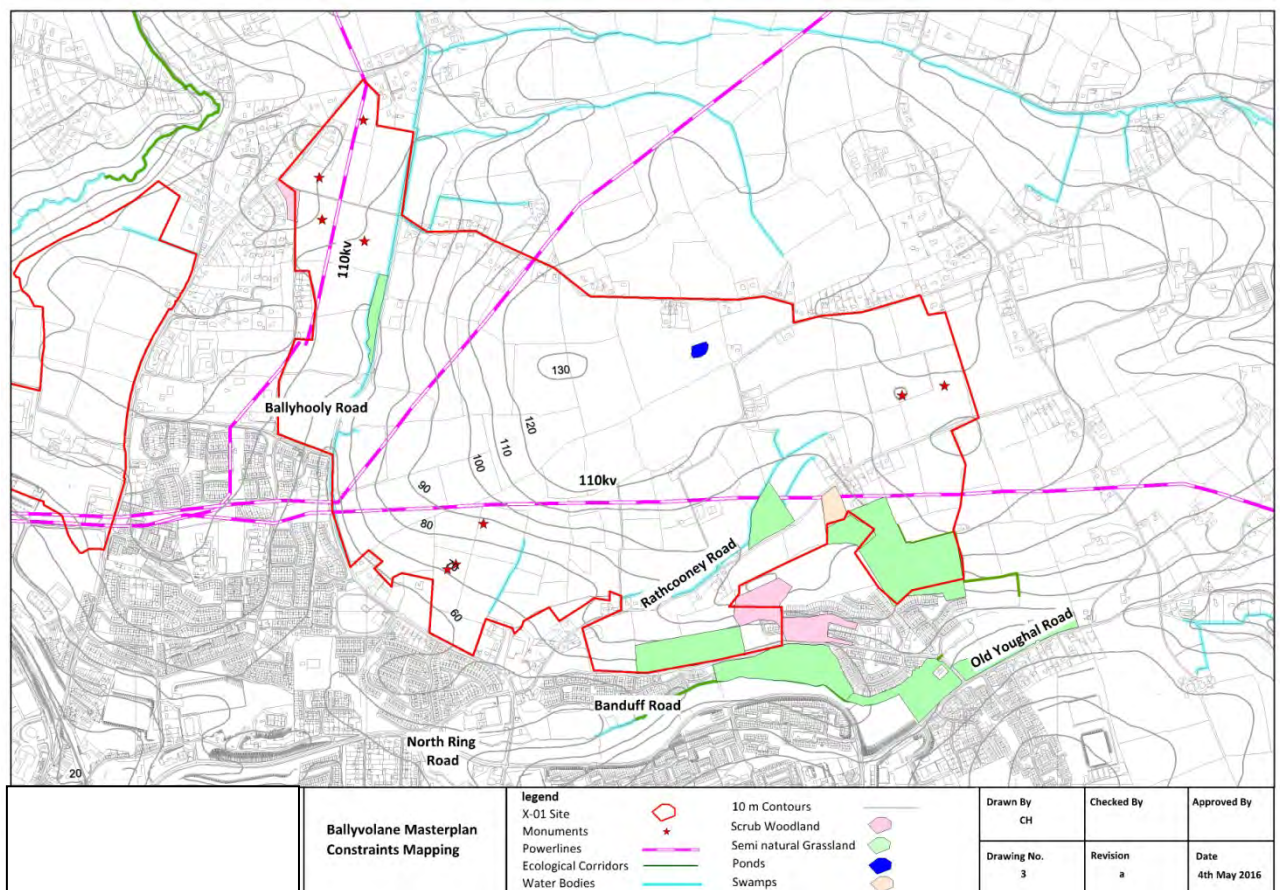 110kv
130
Ballyhooly Road
120
110
100
110kv
90
80
70
60
Rathcooney Road
Old Youghal Road
Banduff Road
North Ring
Road
20
Ballyvolane Masterplan
Constraints Mapping
legend
X-01 Site
Monuments
Powerlines
Ecological Corridors
Water Bodies
10 m Contours
Scrub Woodland
Semi natural Grassland
Ponds
Swamps
Drawn By
CH
Checked By
Approved By
Drawing No.
3
Revision
a
Date
4th May 2016